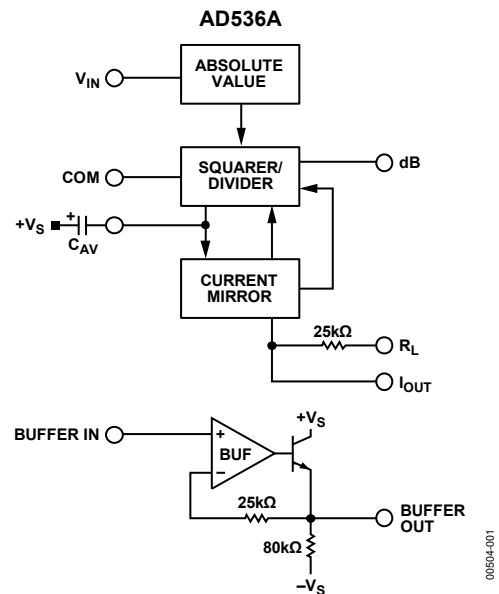 AD536A
ABSOLUTE
VALUE
V_IN
SQUARER/
DIVIDER
COM
dB
+V_S
+
C_AV
CURRENT
MIRROR
25kΩ
R_L
I_OUT
+V_S
BUFFER IN
+
BUF
−
25kΩ
BUFFER
OUT
80kΩ
−V_S
00504-001